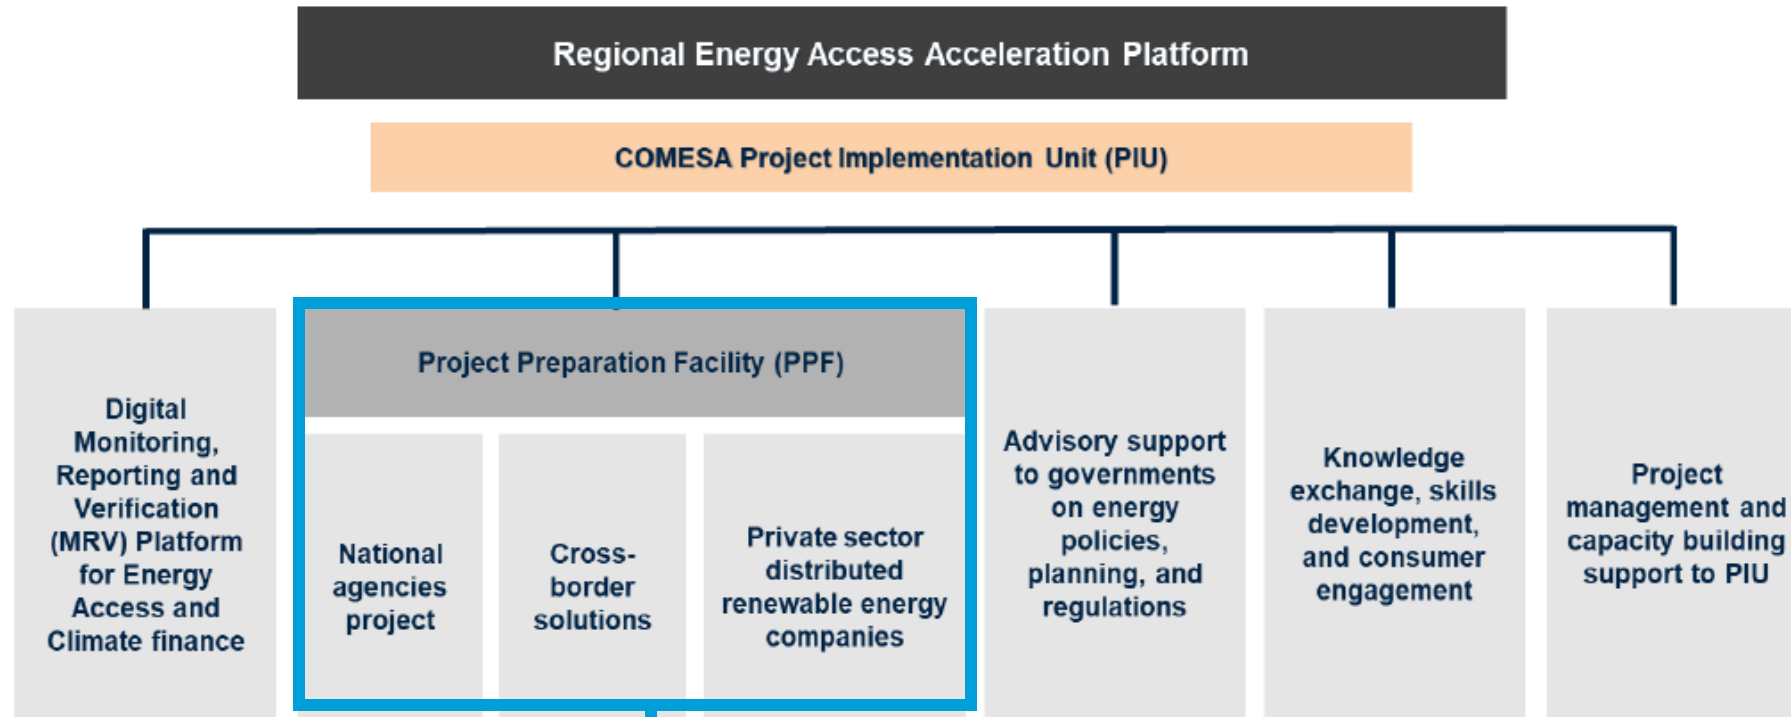 Regional Energy Access Acceleration Platform
COMESA Project Implementation Unit (PIU)
Digital
Monitoring,
Reporting and
Verification
(MRV) Platform
for Energy
Access and
Climate finance
Project Preparation Facility (PPF)
National
agencies
project
Cross-
border
solutions
Private sector
distributed
renewable energy
companies
Advisory support
to governments
on energy
policies,
planning, and
regulations
Knowledge
exchange, skills
development,
and consumer
engagement
Project
management and
capacity building
support to PIU